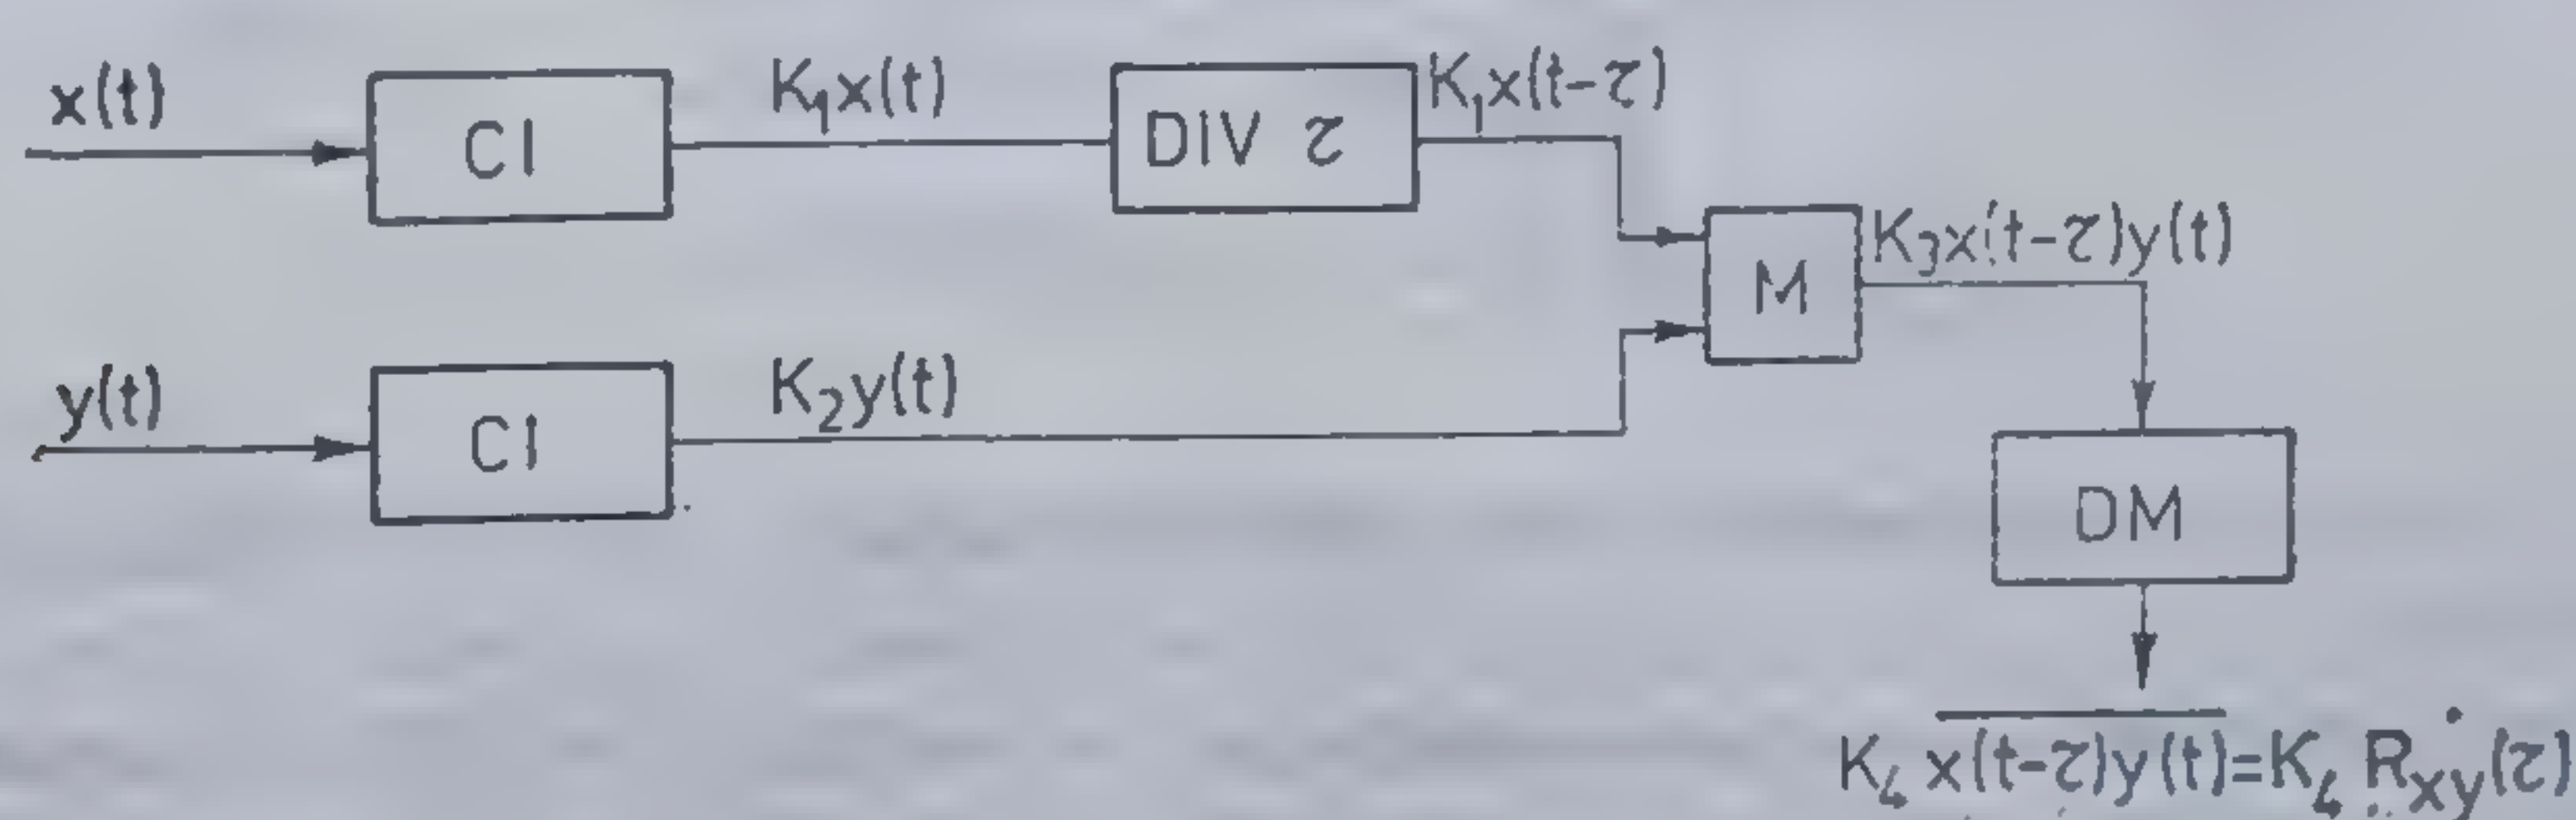 x(t)
CI
K₁x(t)
DIV τ
K₁x(t-τ)
M
K₃x(t-τ)y(t)
y(t)
CI
K₂y(t)
DM
K₄ x(t-τ)y(t)=K₄ Rxy(τ)